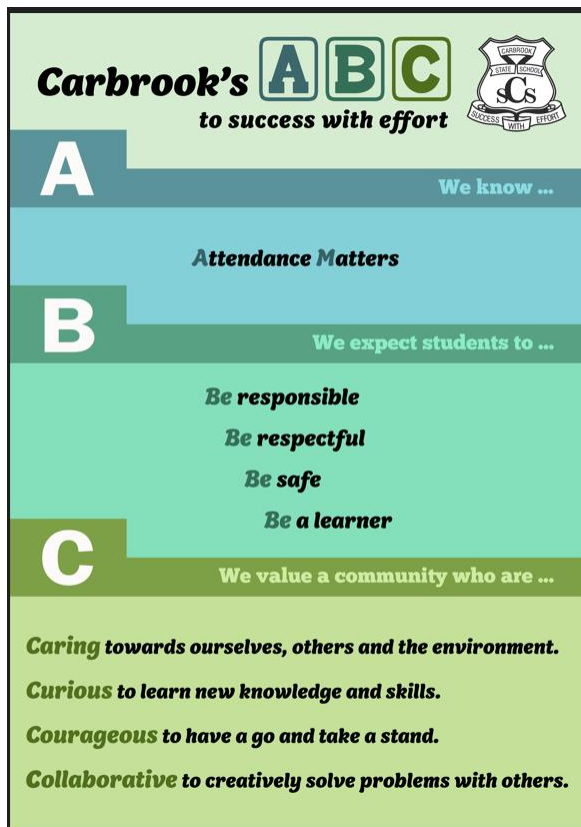 Carbrook's A B C
to success with effort
CARBROOK
STATE SCHOOL
sCs
SUCCESS WITH EFFORT
A
We know ...
Attendance Matters
B
We expect students to ...
Be responsible
Be respectful
Be safe
Be a learner
C
We value a community who are ...
Caring towards ourselves, others and the environment.
Curious to learn new knowledge and skills.
Courageous to have a go and take a stand.
Collaborative to creatively solve problems with others.